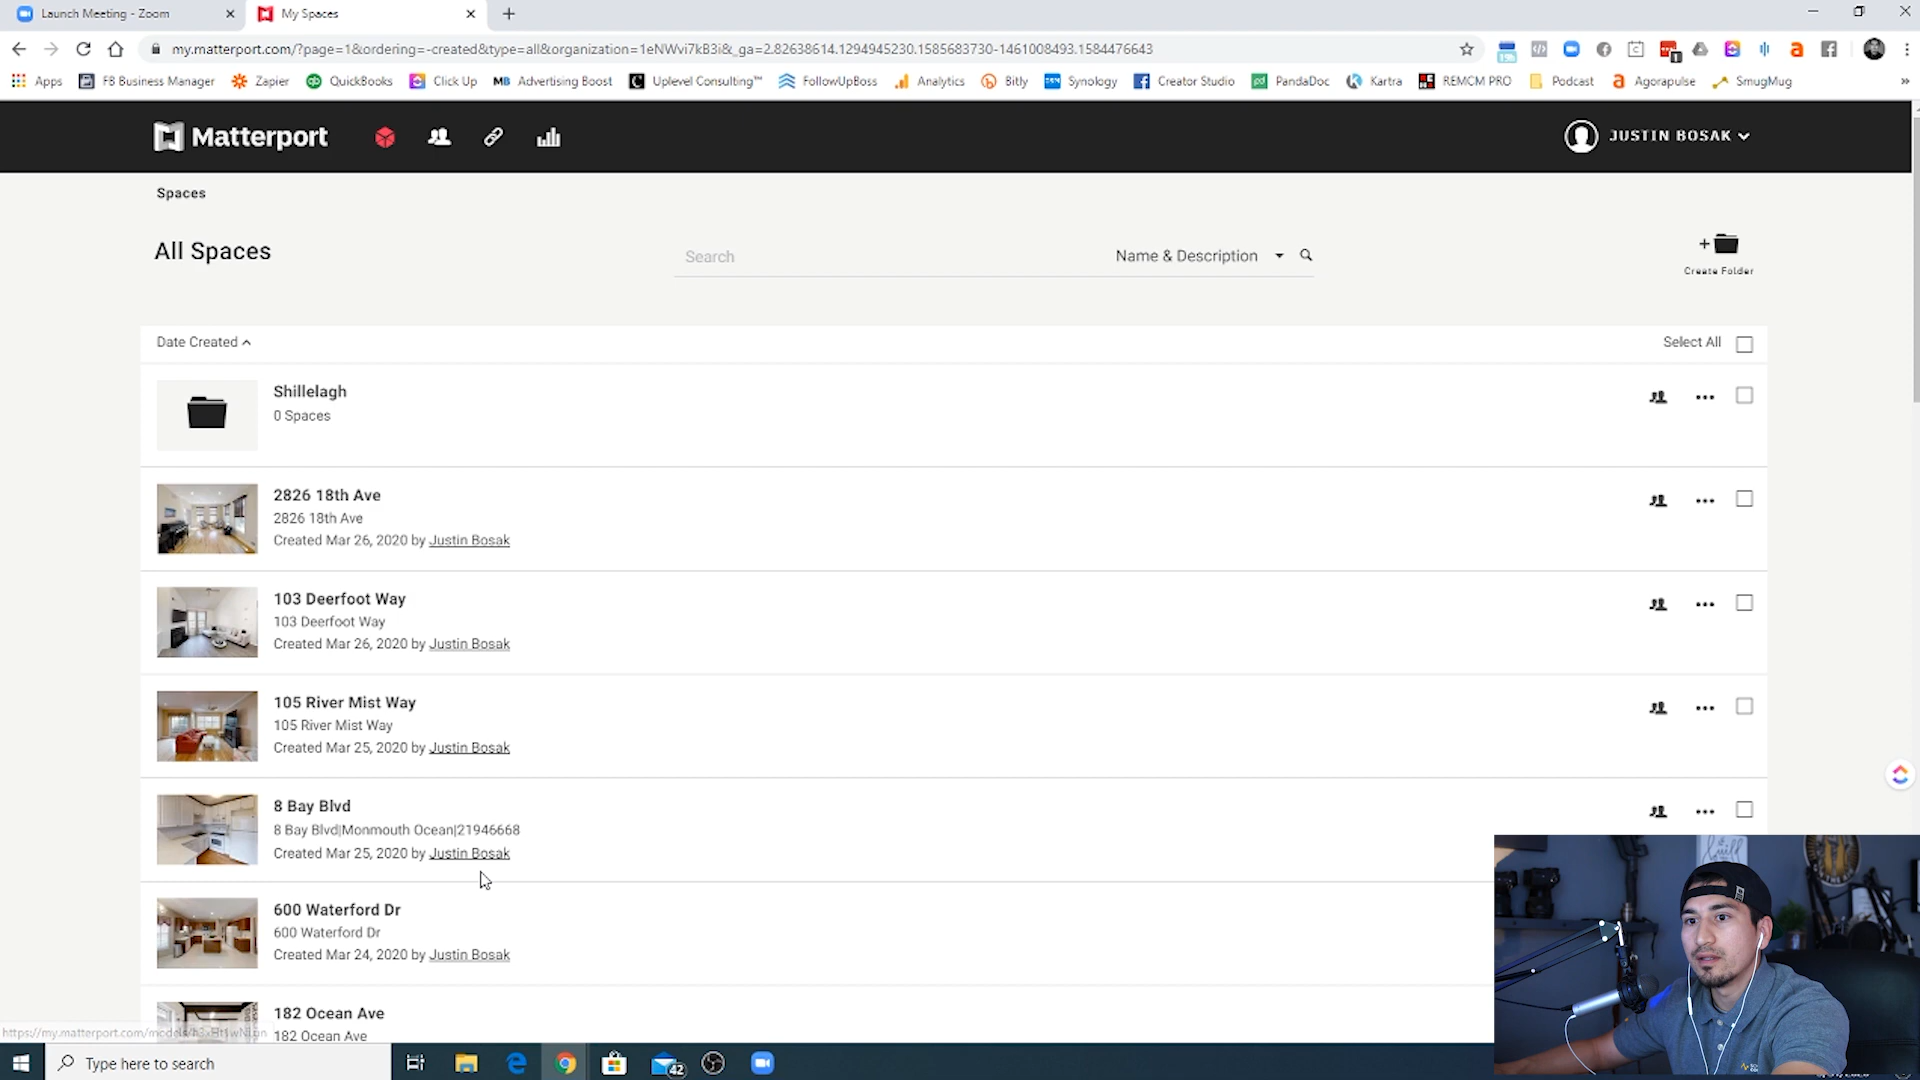 Launch Meeting - Zoom
My Spaces
my.matterport.com/?page=1&ordering=-created&type=all&organization=1eNWvi7kB3i&_ga=2.82638614.1294945230.1585683730-1461008493.1584476643
Apps FB Business Manager Zapier QuickBooks Click Up MB Advertising Boost Uplevel Consulting™ FollowUpBoss Analytics Bitly Synology Creator Studio PandaDoc Kartra REMCM PRO Podcast Agorapulse SmugMug
Matterport
JUSTIN BOSAK
Spaces
All Spaces
Search
Name & Description
Create Folder
Date Created
Select All
Shillelagh
0 Spaces
2826 18th Ave
2826 18th Ave
Created Mar 26, 2020 by Justin Bosak
103 Deerfoot Way
103 Deerfoot Way
Created Mar 26, 2020 by Justin Bosak
105 River Mist Way
105 River Mist Way
Created Mar 25, 2020 by Justin Bosak
8 Bay Blvd
8 Bay Blvd|Monmouth Ocean|21946668
Created Mar 25, 2020 by Justin Bosak
600 Waterford Dr
600 Waterford Dr
Created Mar 24, 2020 by Justin Bosak
182 Ocean Ave
182 Ocean Ave
Type here to search
42